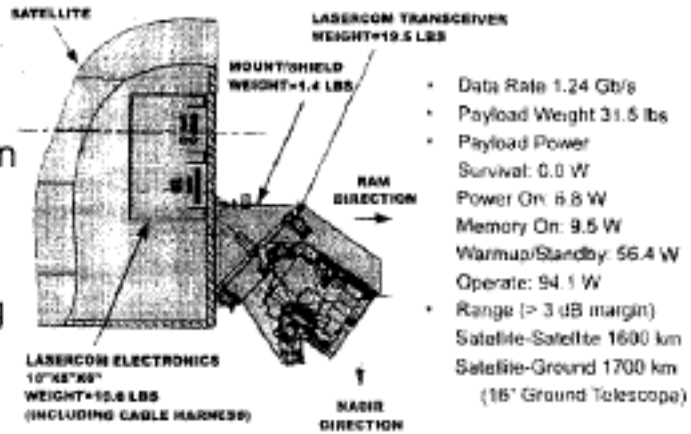 SATELLITE
LASERCOM TRANSCEIVER
WEIGHT=19.5 LBS
MOUNT/SHIELD
WEIGHT=1.4 LBS
RAM
DIRECTION
LASERCOM ELECTRONICS
WEIGHT=10.6 LBS
(INCLUDING CABLE HARNESS)
NADIR
DIRECTION
• Data Rate 1.24 Gb/s
• Payload Weight 31.5 lbs
• Payload Power
Survival: 0.0 W
Power On: 6.8 W
Memory On: 9.5 W
Warmup/Standby: 56.4 W
Operate: 94.1 W
• Range (> 3 dB margin)
Satellite-Satellite 1600 km
Satellite-Ground 1700 km
(16" Ground Telescope)